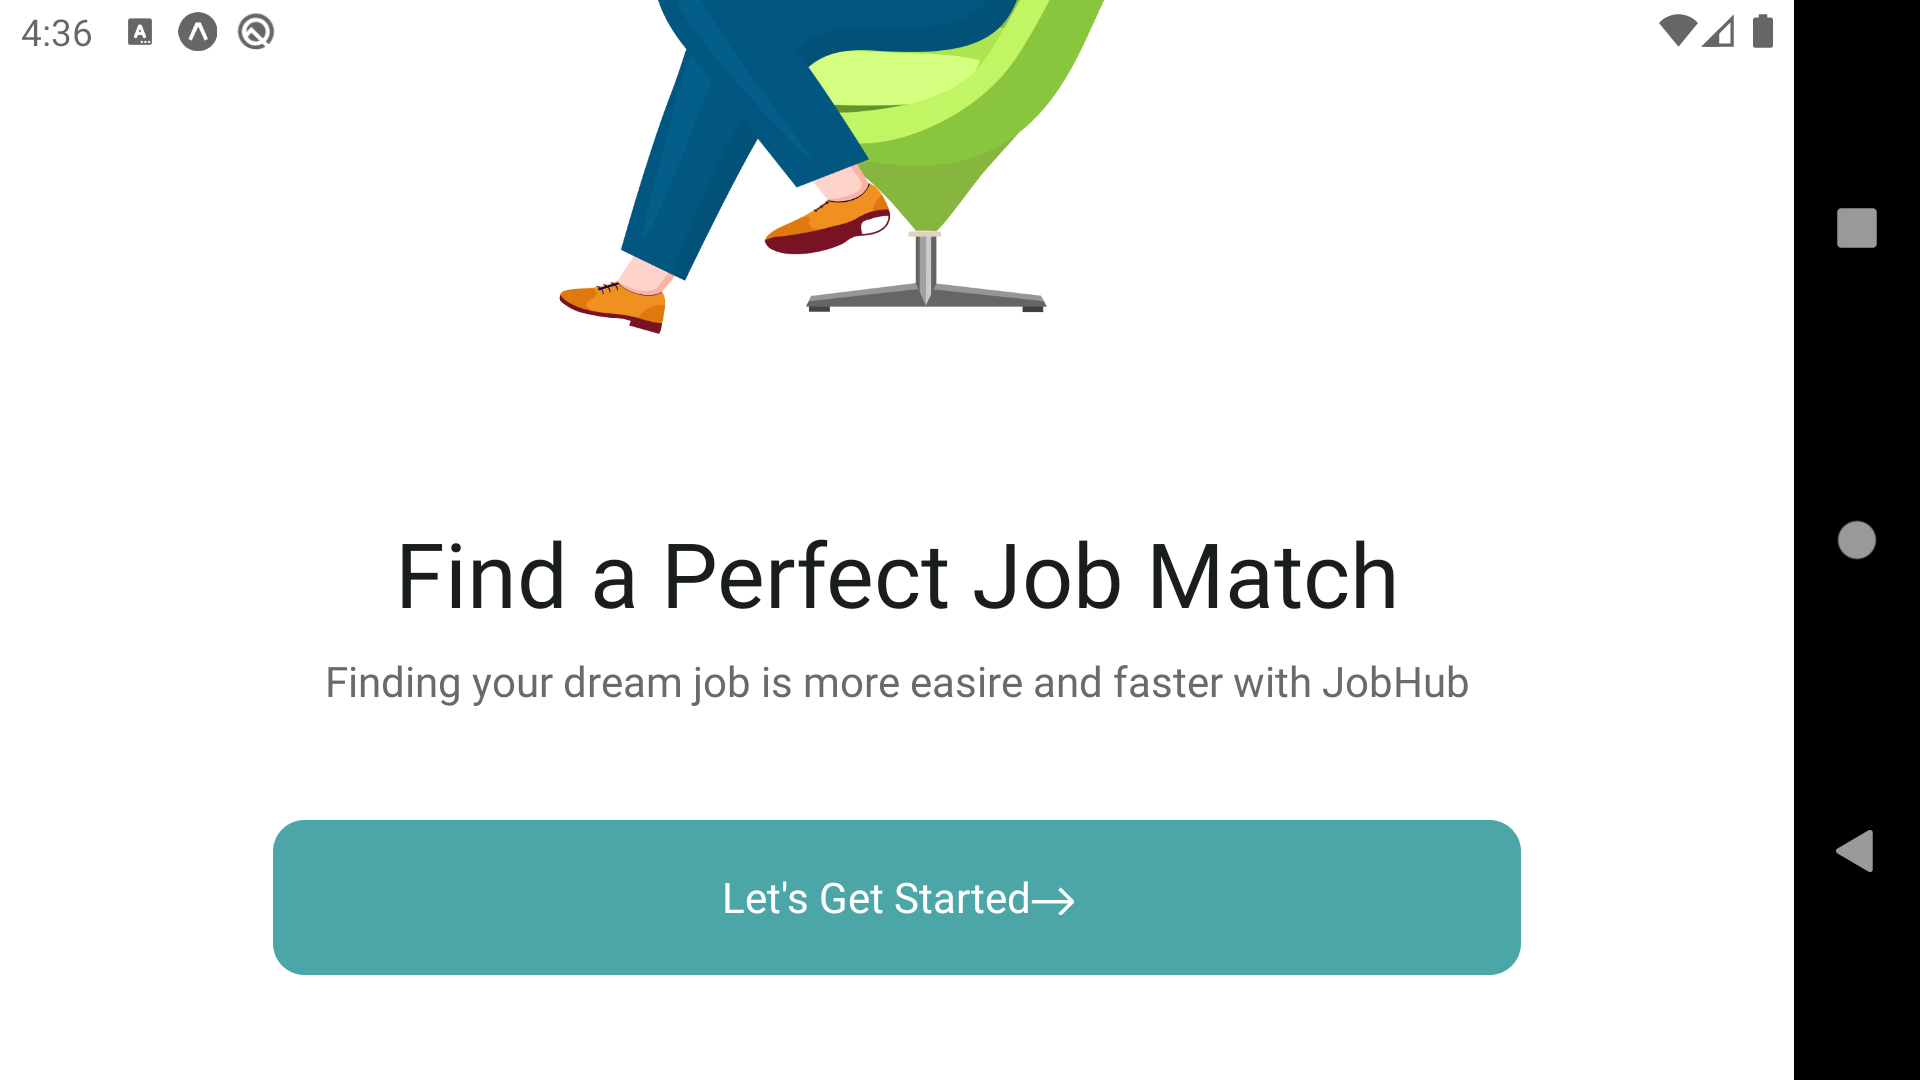 4:36
Find a Perfect Job Match
Finding your dream job is more easire and faster with JobHub
Let's Get Started→